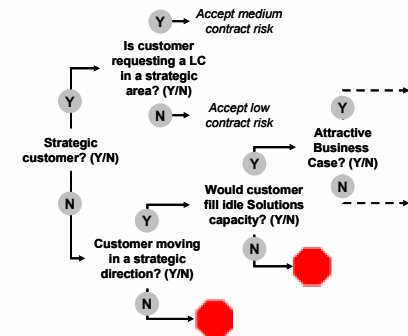 Y
Accept medium
contract risk
Is customer
requesting a LC
in a strategic
area? (Y/N)
Y
N
Accept low
contract risk
Y
Attractive
Business
Case? (Y/N)
Strategic
customer? (Y/N)
Y
N
Would customer
fill idle Solutions
capacity? (Y/N)
N
Y
Customer moving
in a strategic
direction? (Y/N)
N
N